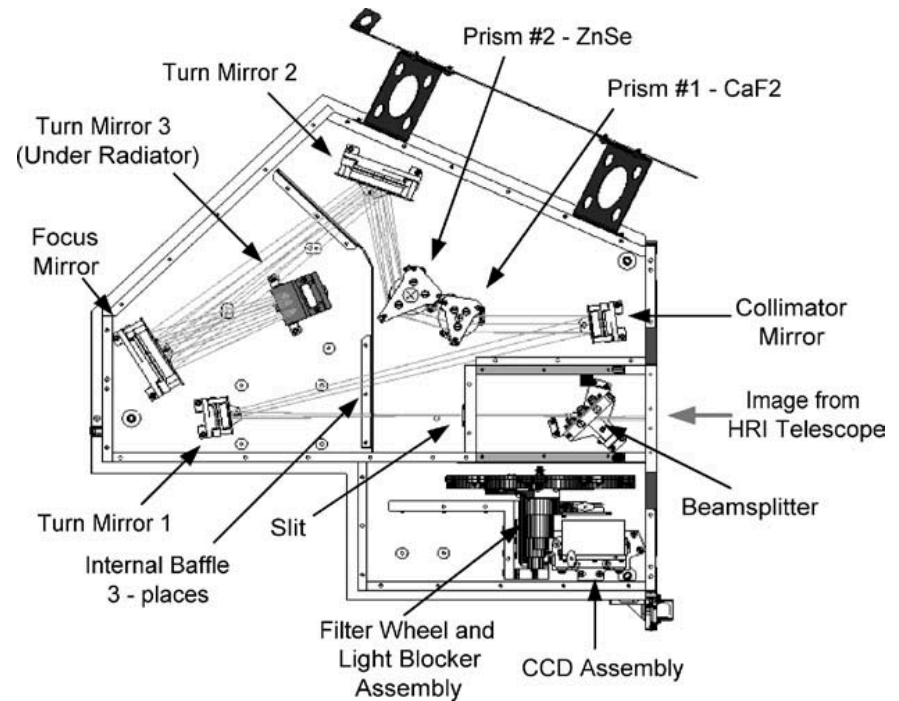 Prism #2 - ZnSe
Turn Mirror 2
Prism #1 - CaF2
Turn Mirror 3
(Under Radiator)
Focus
Mirror
Collimator
Mirror
Image from
HRI Telescope
Beamsplitter
Slit
Turn Mirror 1
Internal Baffle
3 - places
Filter Wheel and
Light Blocker
Assembly
CCD Assembly